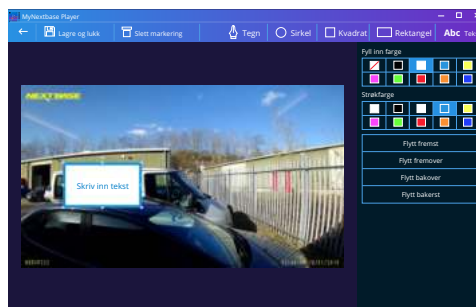 MyNextbase Player
Lagre og lukk
Slett markering
Tegn
Sirkel
Kvadrat
Rektangel
Abc Tek
Fyll inn farge
Strøkfarge
Flytt fremst
Flytt fremover
Flytt bakover
Flytt bakerst
NEXTBASE
Skriv inn tekst